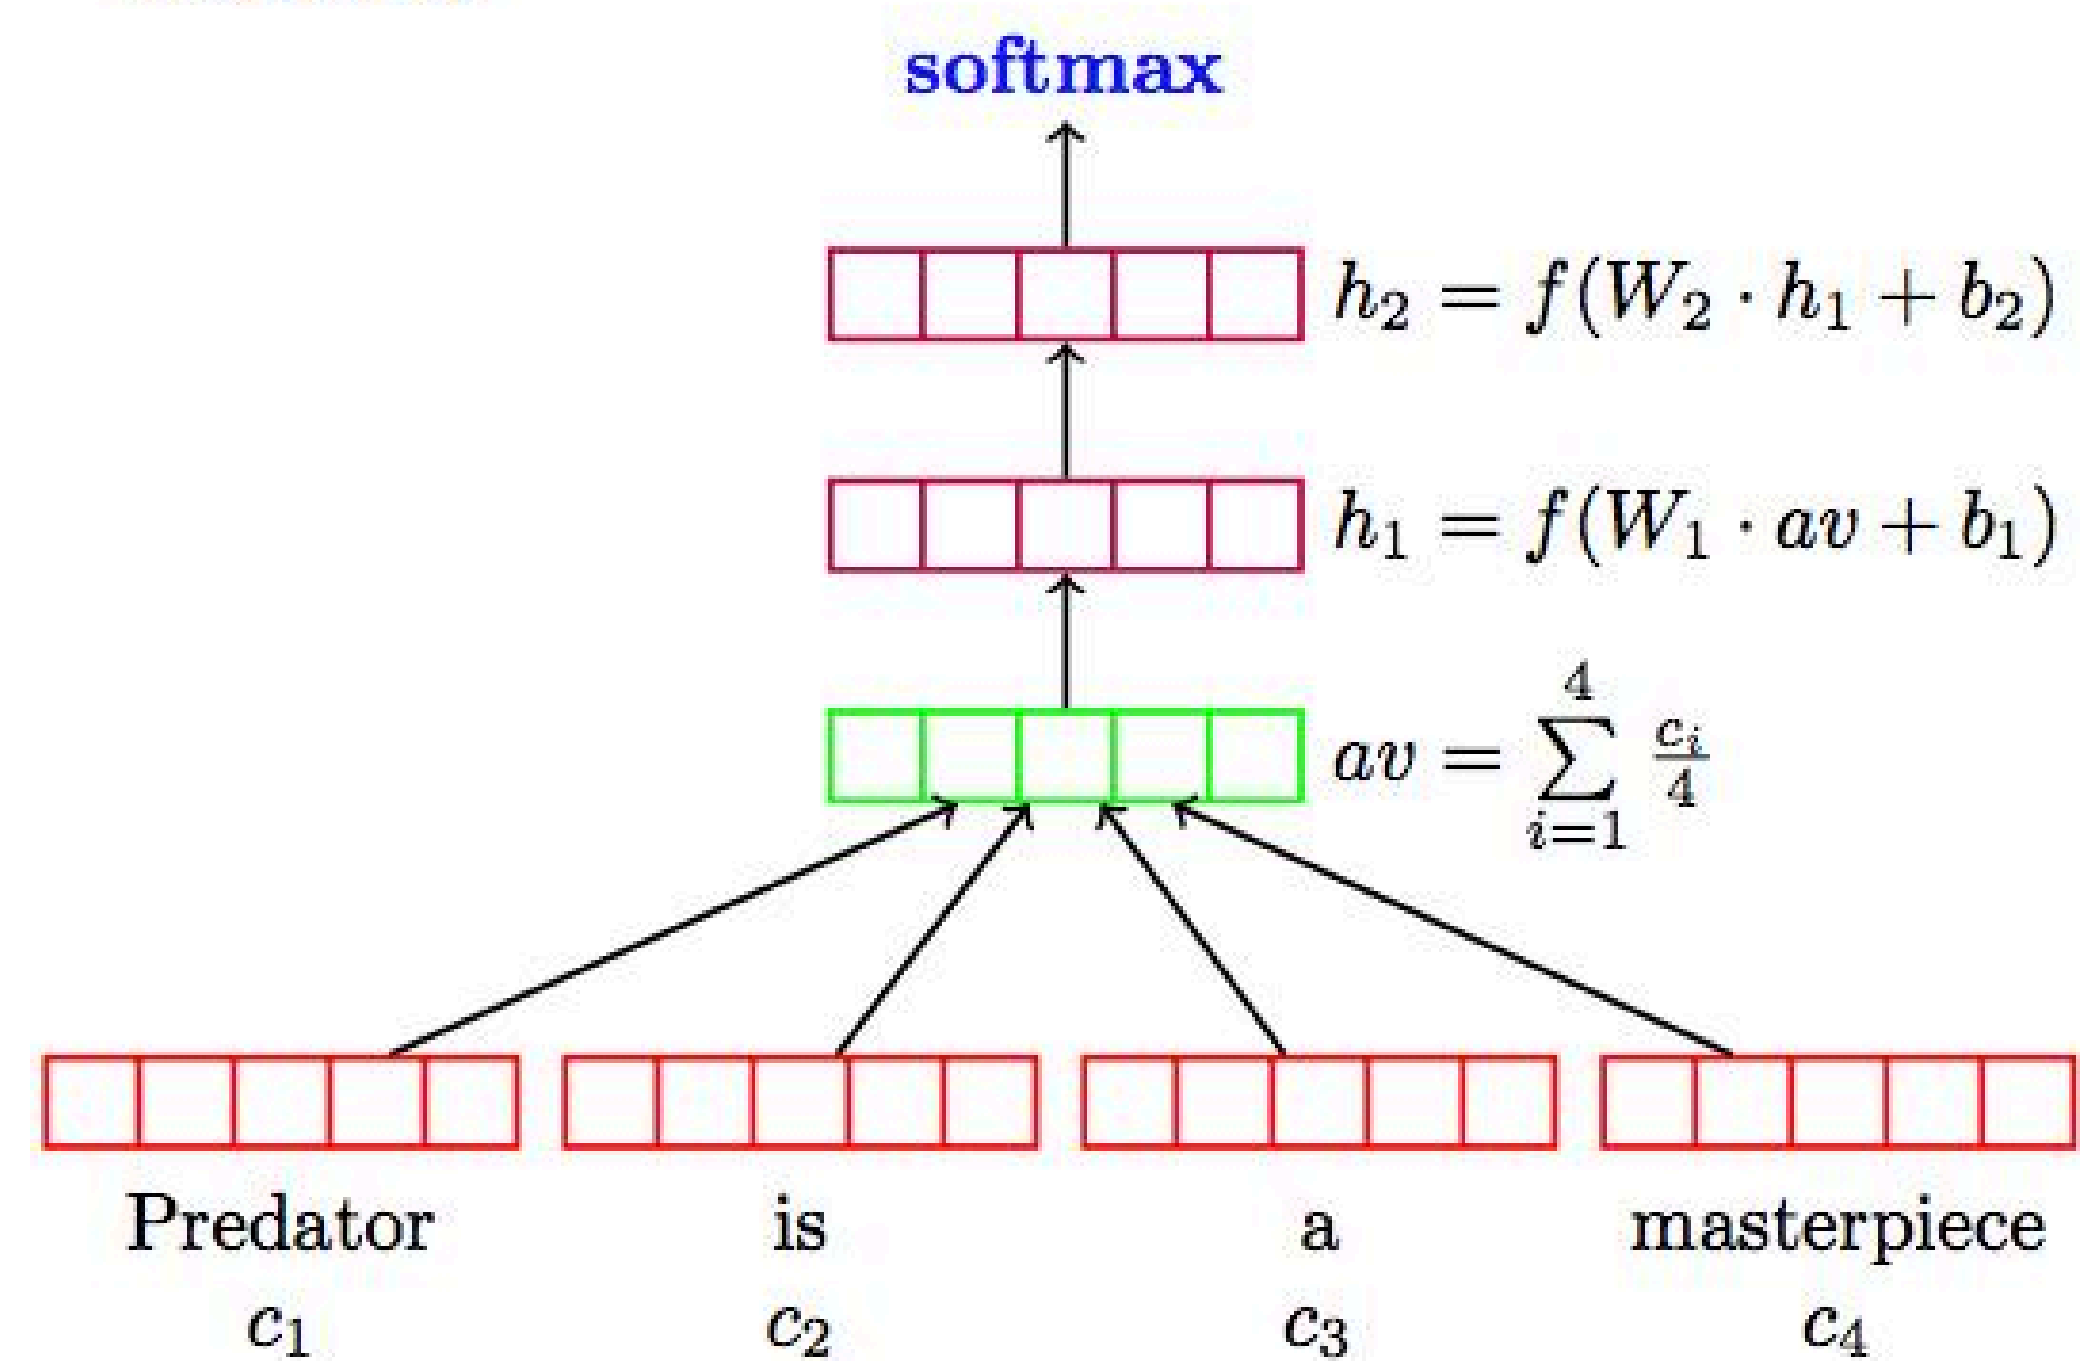 softmax
h₂ = f(W₂ · h₁ + b₂)
h₁ = f(W₁ · av + b₁)
av = ∑_{i=1}^{4} c_i/4
Predator is a masterpiece
c₁ c₂ c₃ c₄